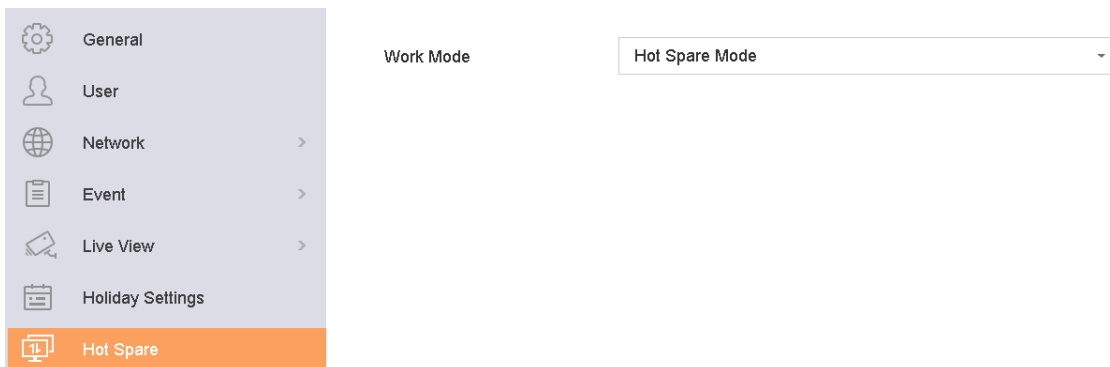 General
Work Mode
Hot Spare Mode
User
Network
Event
Live View
Holiday Settings
Hot Spare